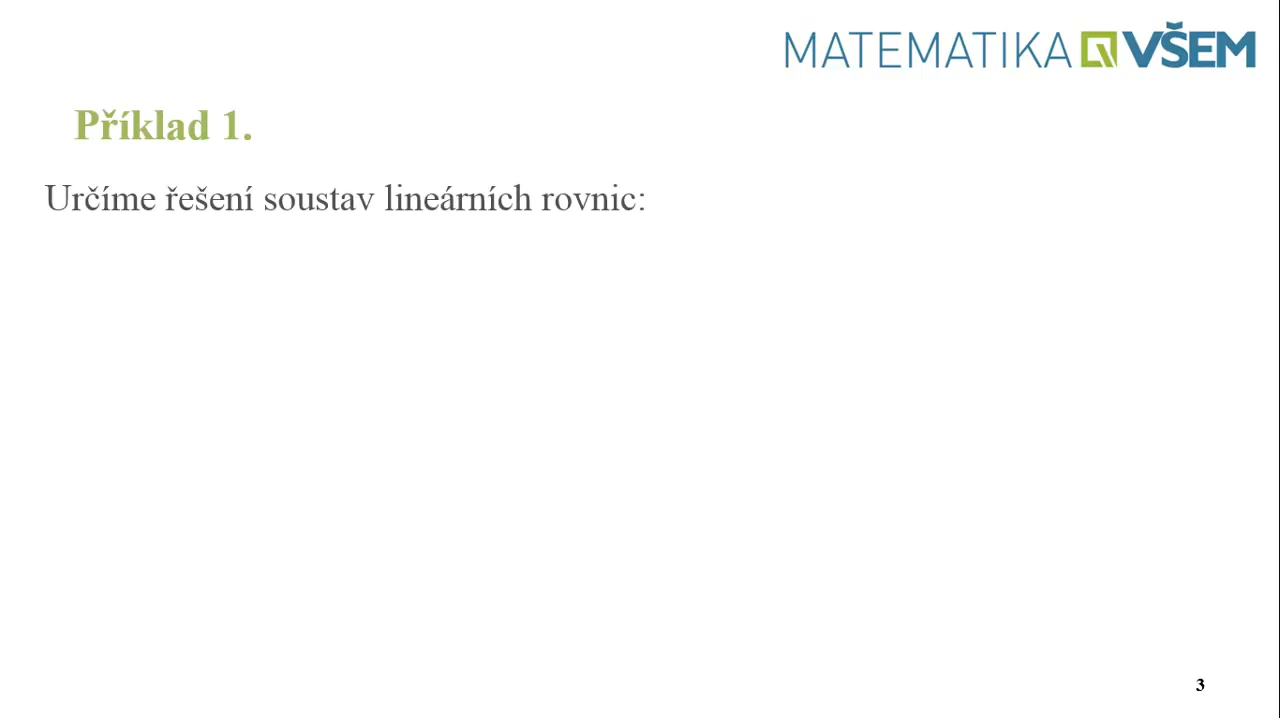 MATEMATIKA VŠEM
Příklad 1.
Určíme řešení soustav lineárních rovnic:
3